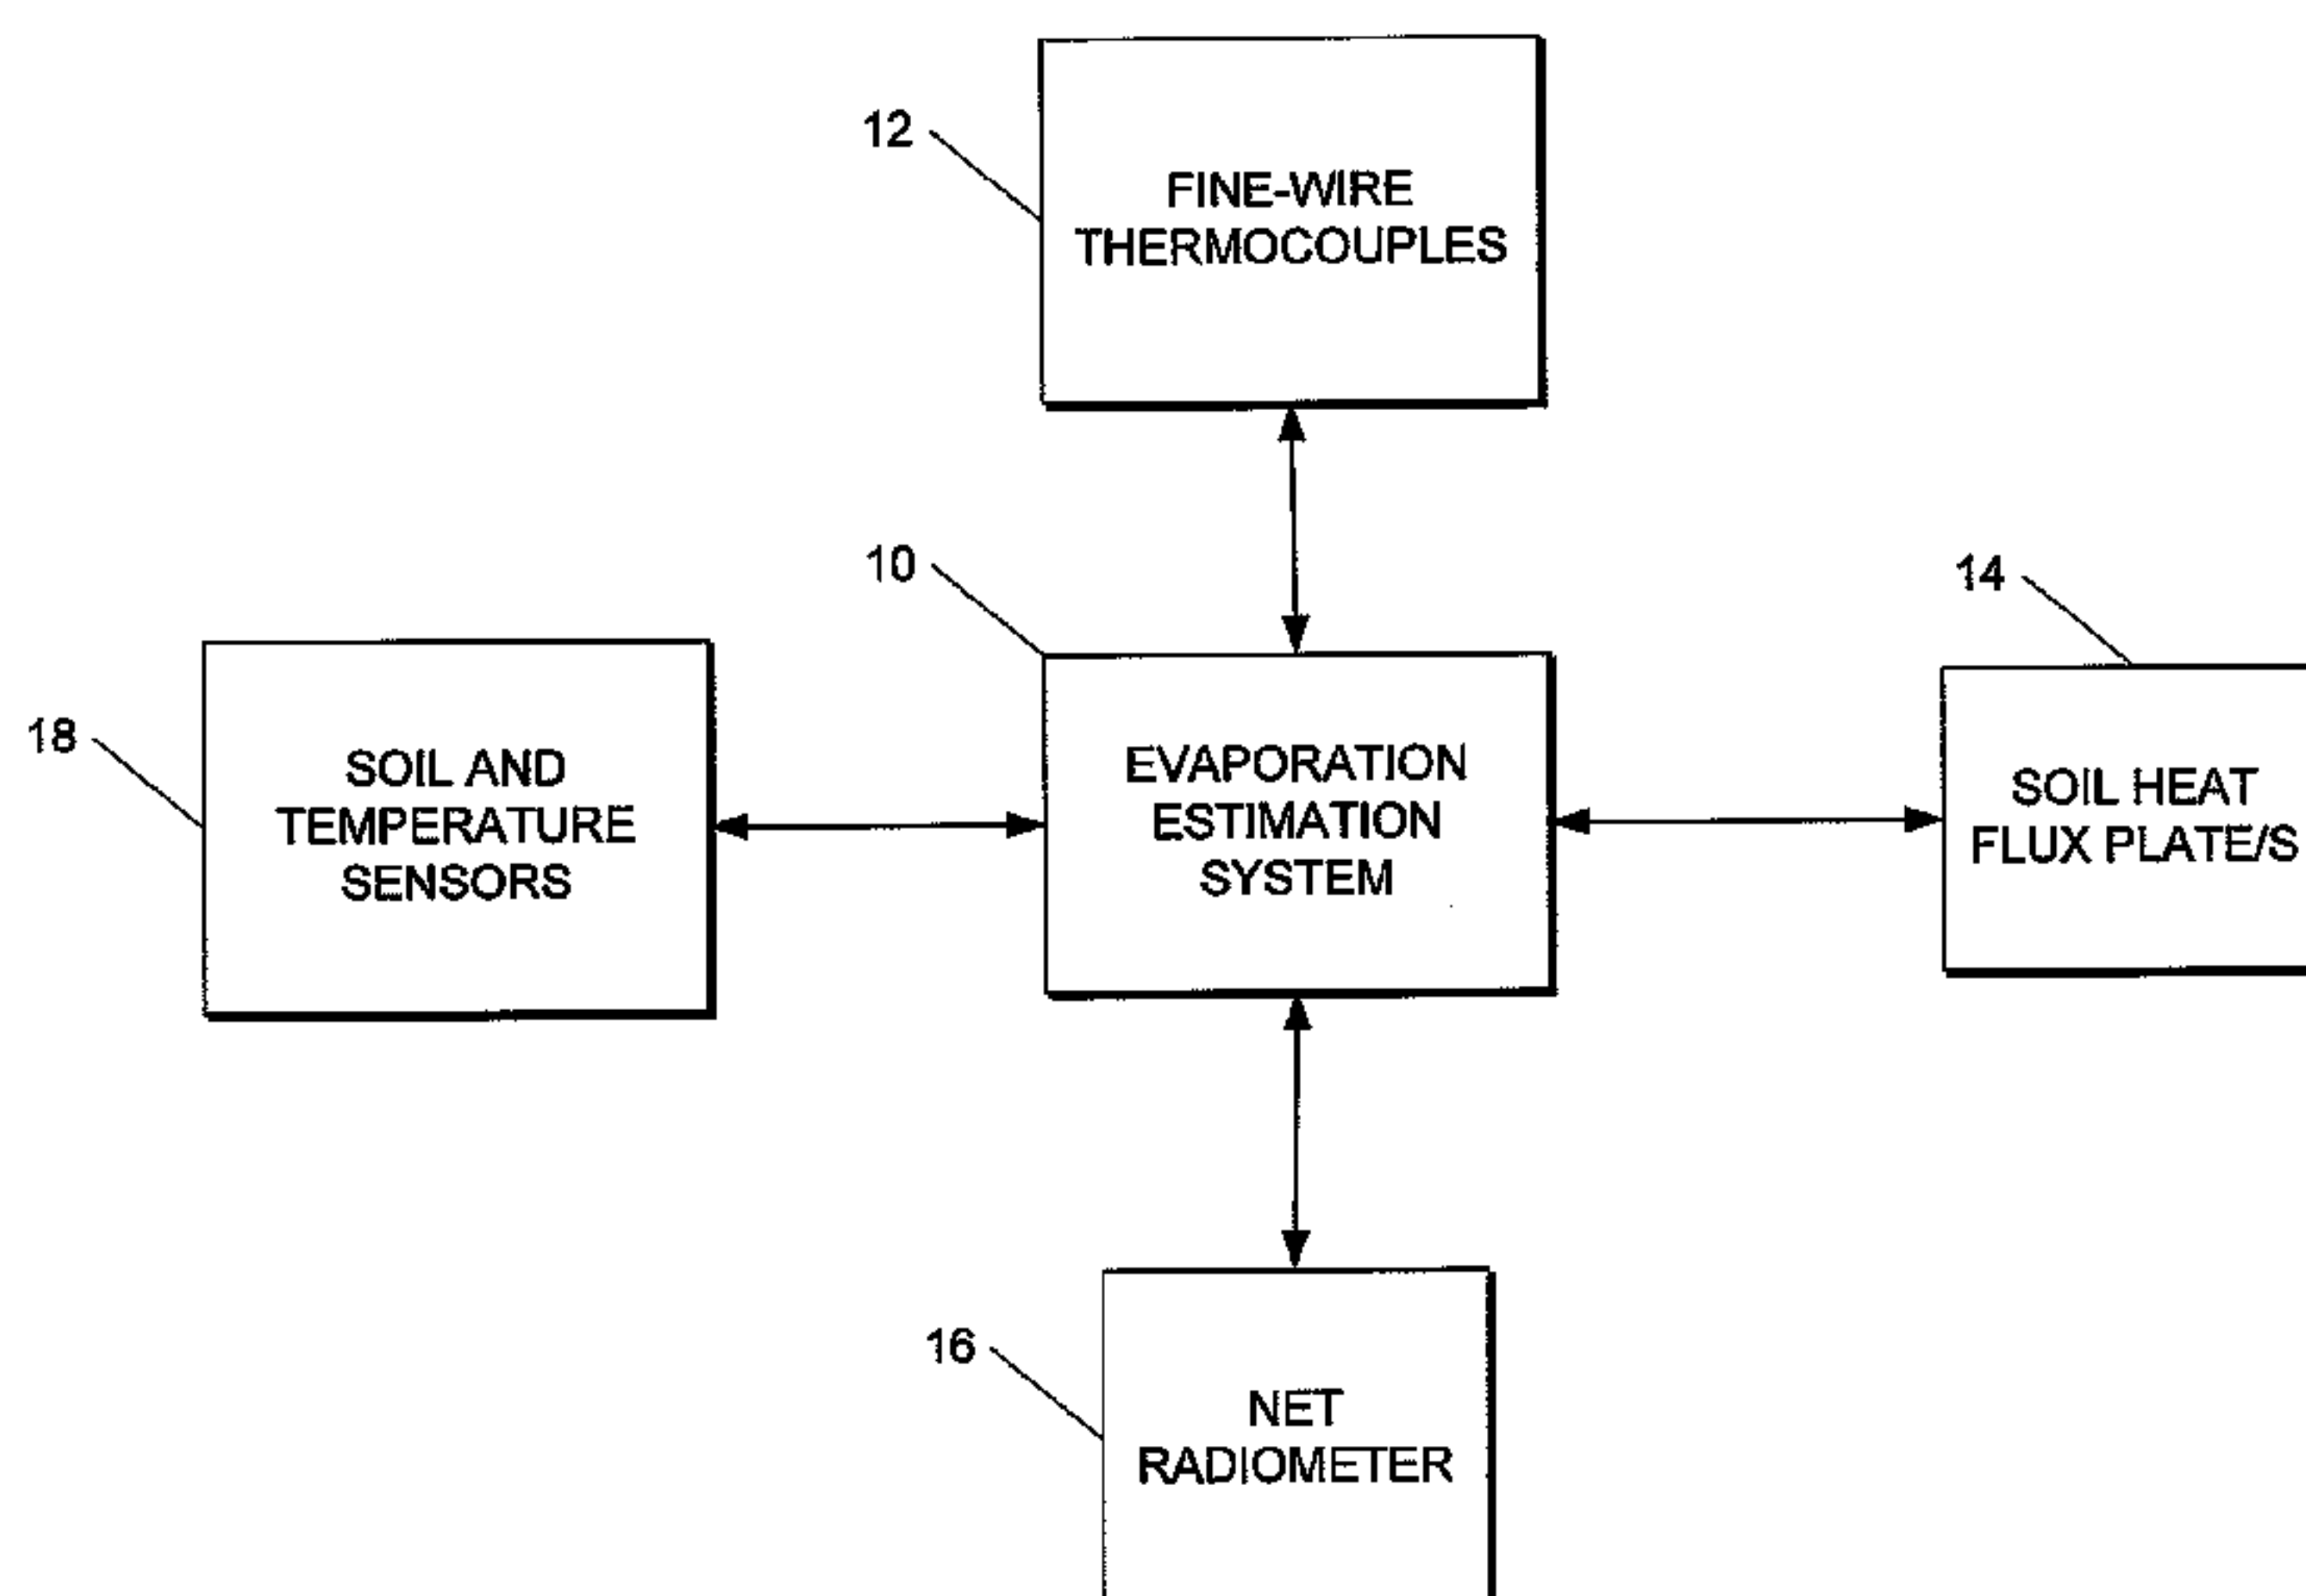 12
FINE-WIRE
THERMOCOUPLES
10
14
18
SOIL AND
TEMPERATURE
SENSORS
EVAPORATION
ESTIMATION
SYSTEM
SOIL HEAT
FLUX PLATE/S
16
NET
RADIOMETER